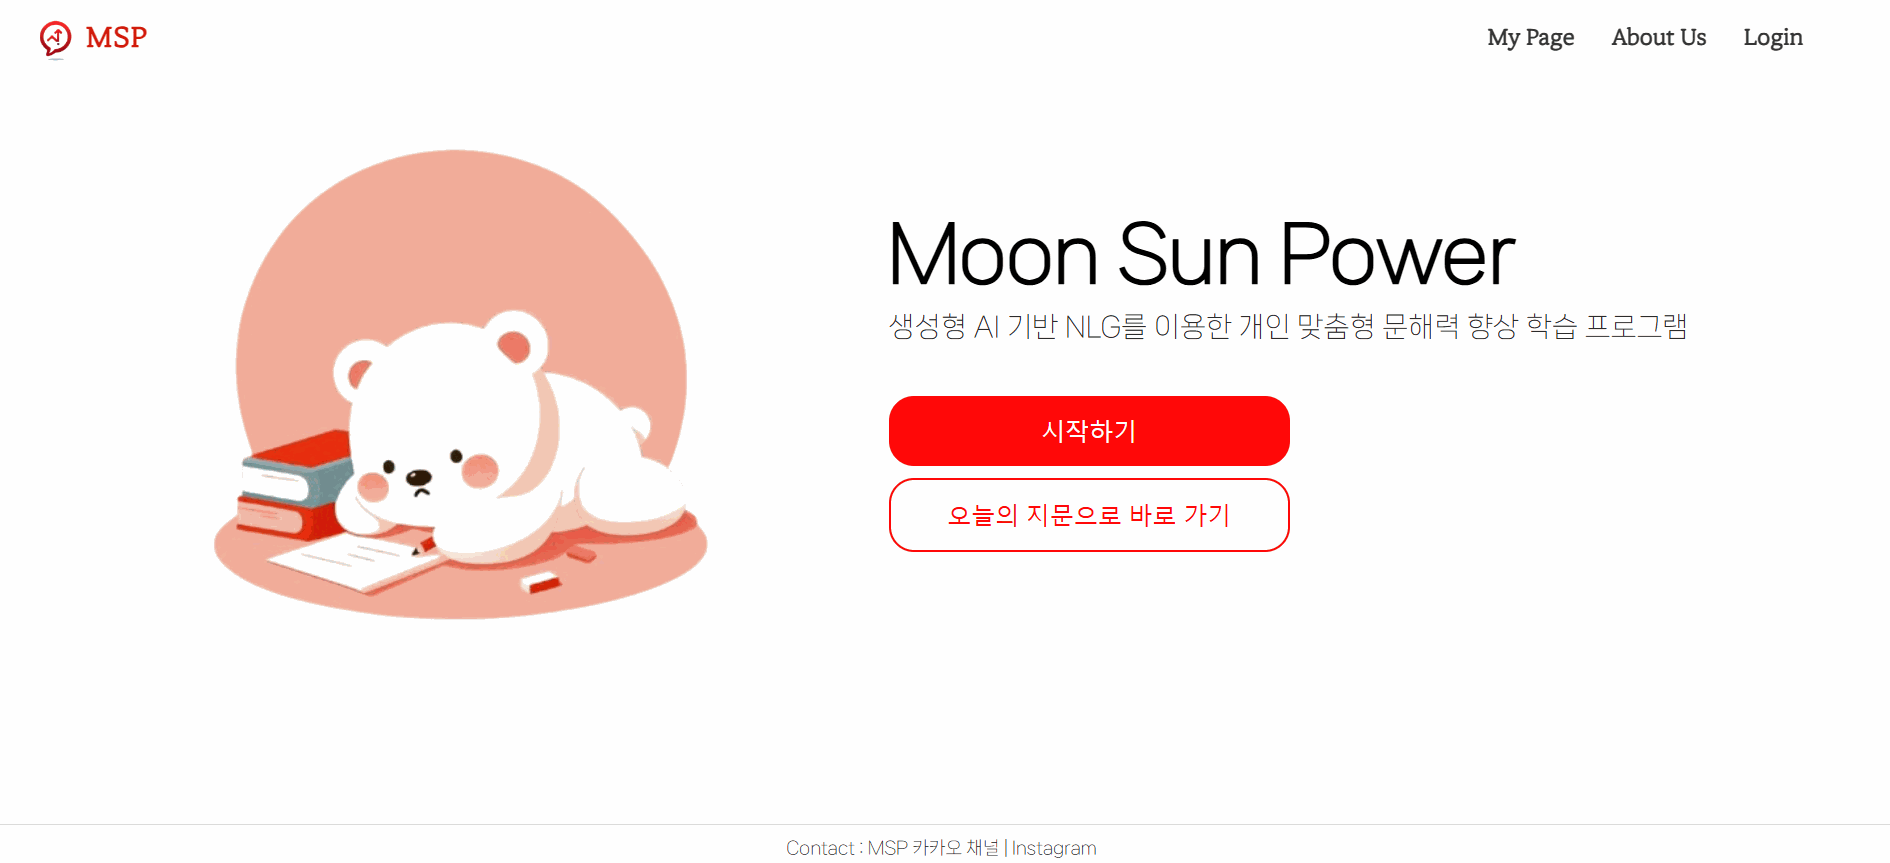 MSP
My Page About Us Login
Moon Sun Power
생성형 AI 기반 NLG를 이용한 개인 맞춤형 문해력 향상 학습 프로그램
시작하기
오늘의 지문으로 바로 가기
Contact : MSP 카카오 채널 | Instagram